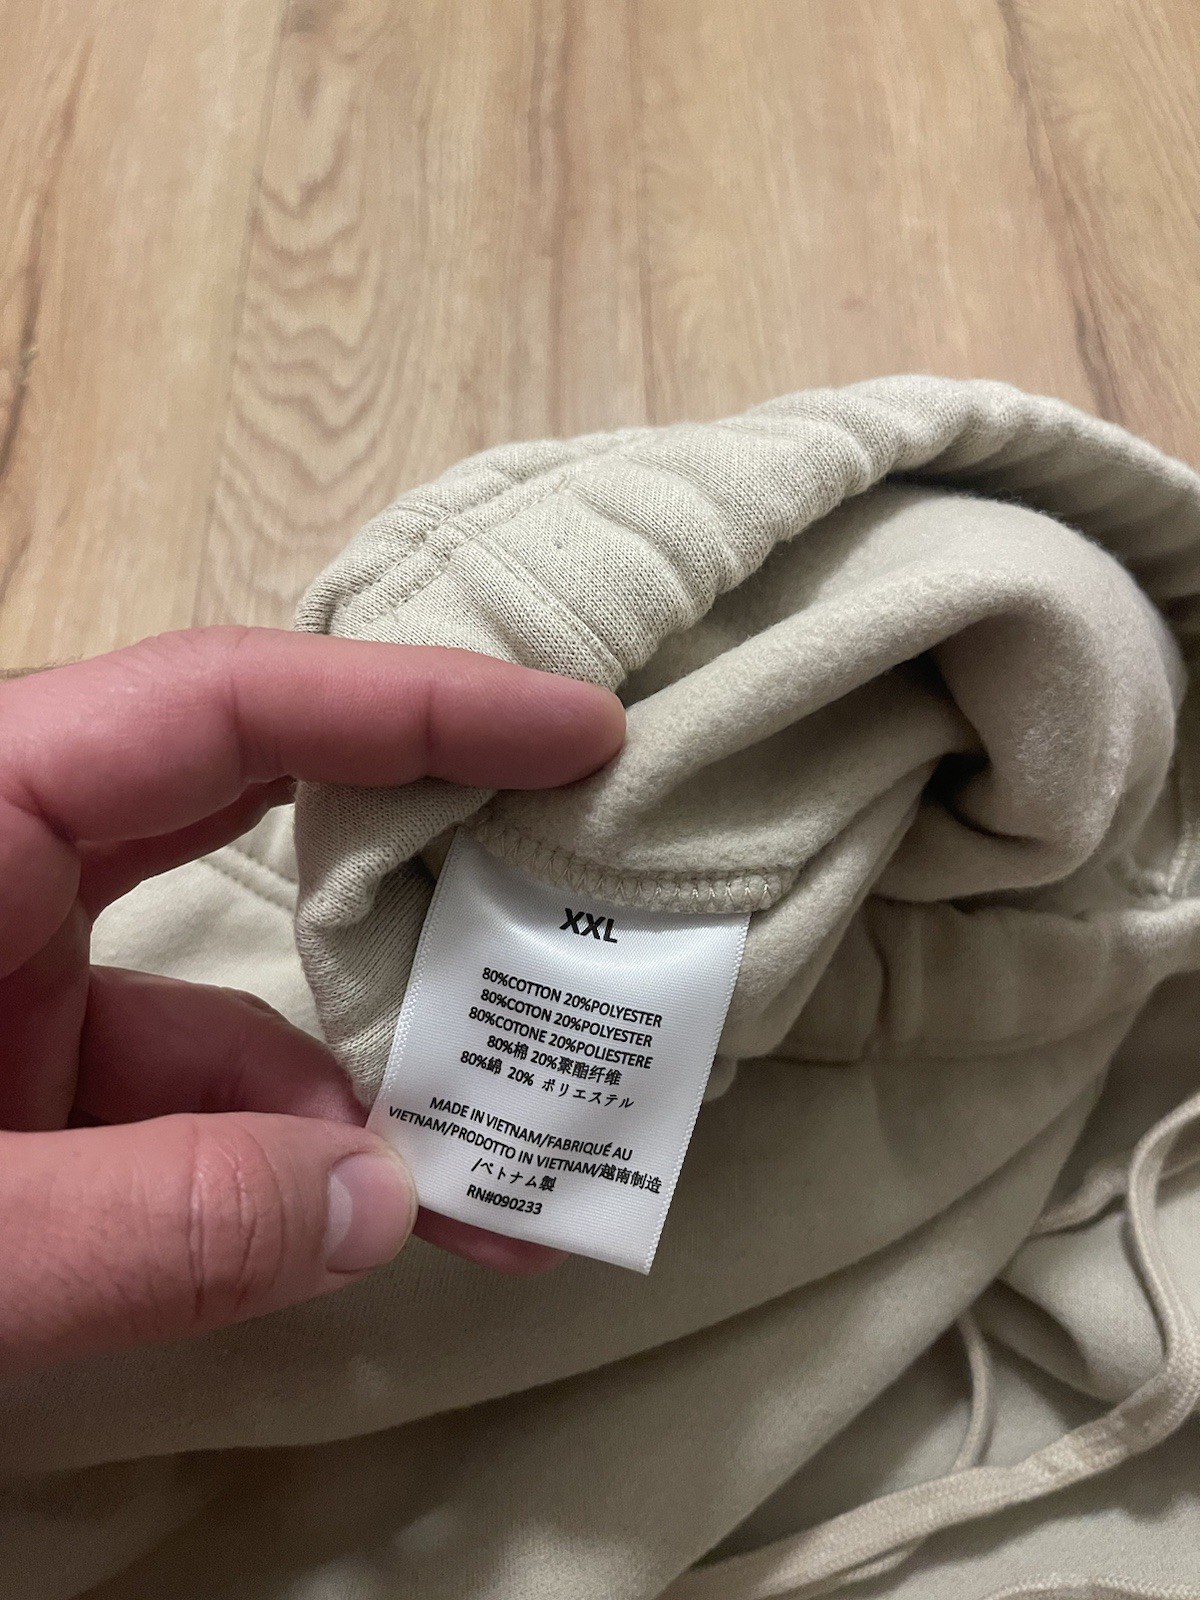 XXL
80%COTTON 20%POLYESTER
80%COTON 20%POLYESTER
80%COTONE 20%POLIESTERE
80%棉 20%聚酯纤维
80%綿 20% ポリエステル
MADE IN VIETNAM/FABRIQUÉ AU
VIETNAM/PRODOTTO IN VIETNAM/越南制造
/ベトナム製
RN#090233